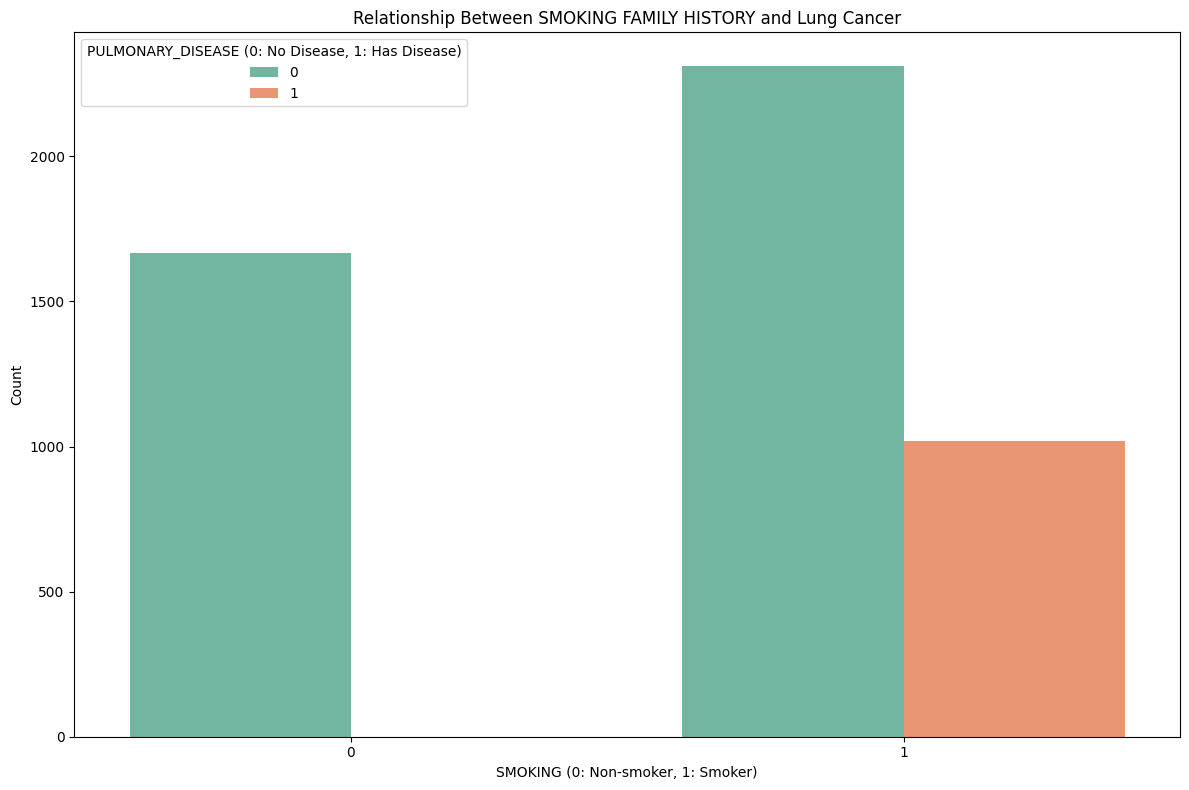 Relationship Between SMOKING FAMILY HISTORY and Lung Cancer
PULMONARY_DISEASE (0: No Disease, 1: Has Disease)
0
1
2000
1500
1000
500
0
Count
0 1
SMOKING (0: Non-smoker, 1: Smoker)